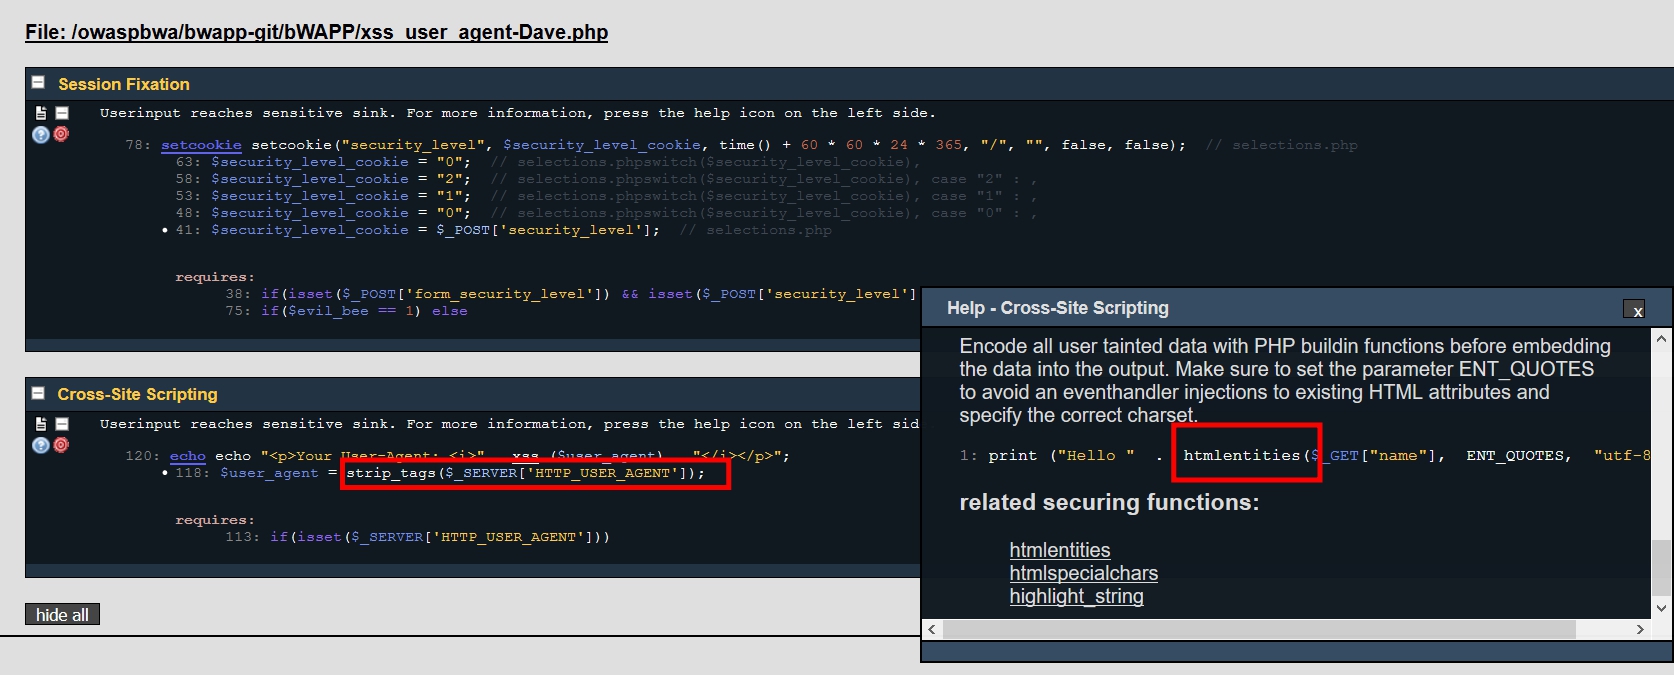 File: /owaspbwa/bwapp-git/bWAPP/xss_user_agent-Dave.php
Session Fixation
Userinput reaches sensitive sink. For more information, press the help icon on the left side.
78: setcookie setcookie("security_level", $security_level_cookie, time() + 60 * 60 * 24 * 365, "/", "", false, false); // selections.php
63: $security_level_cookie = "0"; // selections.phpswitch($security_level_cookie),
58: $security_level_cookie = "2"; // selections.phpswitch($security_level_cookie), case "2" : ,
53: $security_level_cookie = "1"; // selections.phpswitch($security_level_cookie), case "1" : ,
48: $security_level_cookie = "0"; // selections.phpswitch($security_level_cookie), case "0" : ,
• 41: $security_level_cookie = $_POST['security_level']; // selections.php
requires:
38: if(isset($_POST['form_security_level']) && isset($_POST['security_level']
75: if($evil_bee == 1) else
Cross-Site Scripting
Userinput reaches sensitive sink. For more information, press the help icon on the left sid
120: echo echo "<p>Your User-Agent: <i>" . xss ($user_agent) . "</i></p>";
• 118: $user_agent = strip_tags($_SERVER['HTTP_USER_AGENT']);
requires:
113: if(isset($_SERVER['HTTP_USER_AGENT']))
hide all
Help - Cross-Site Scripting
x
Encode all user tainted data with PHP buildin functions before embedding
the data into the output. Make sure to set the parameter ENT_QUOTES
to avoid an eventhandler injections to existing HTML attributes and
specify the correct charset.
1: print ("Hello " . htmlentities($_GET["name"], ENT_QUOTES, "utf-8
related securing functions:
htmlentities
htmlspecialchars
highlight_string